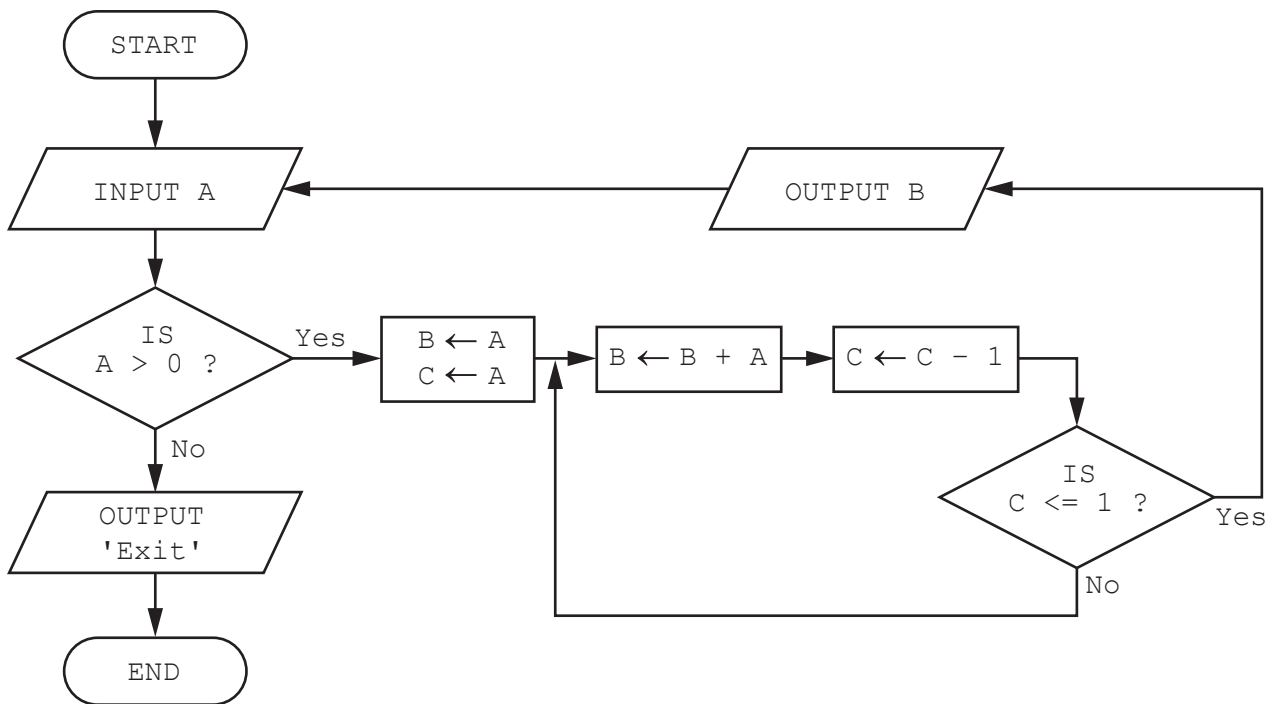 START
INPUT A
OUTPUT B
IS
A > 0 ?
Yes
B ← A
C ← A
B ← B + A
C ← C - 1
No
IS
C <= 1 ?
Yes
No
OUTPUT
'Exit'
END